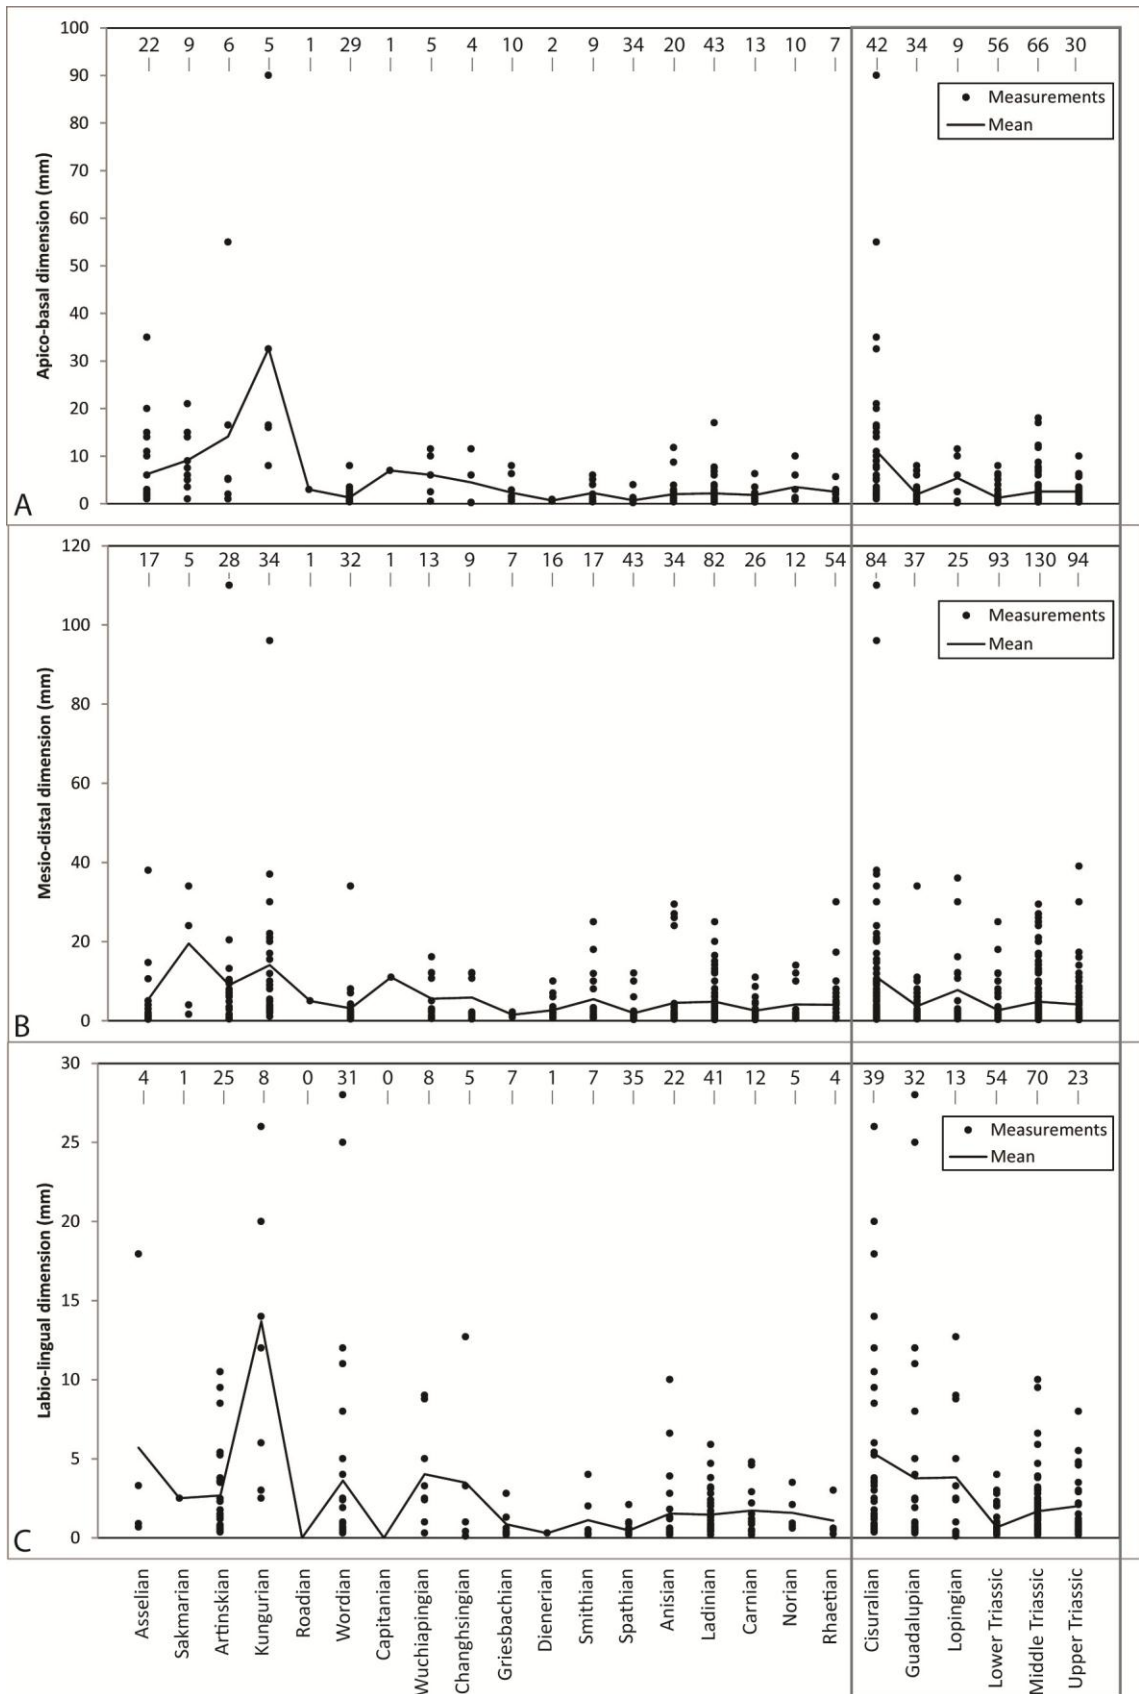 100
90
80
70
60
50
40
30
20
10
0
Apico-basal dimension (mm)
22 9 6 5 1 29 1 5 4 10 2 9 34 20 43 13 10 7 42 34 9 56 66 30
Measurements
Mean
A
120
100
80
60
40
20
0
Mesio-distal dimension (mm)
17 5 28 34 1 32 1 13 9 7 16 17 43 34 82 26 12 54 84 37 25 93 130 94
Measurements
Mean
B
30
25
20
15
10
5
0
Labio-lingual dimension (mm)
4 1 25 8 0 31 0 8 5 7 1 7 35 22 41 12 5 4 39 32 13 54 70 23
Measurements
Mean
C
Asselian
Sakmarian
Artinskian
Kungurian
Roadian
Wordian
Capitanian
Wuchiapingian
Changhsingian
Griesbachian
Dienerian
Smithian
Spathian
Anisian
Ladinian
Carnian
Norian
Rhaetian
Cisuralian
Guadalupian
Lopingian
Lower Triassic
Middle Triassic
Upper Triassic